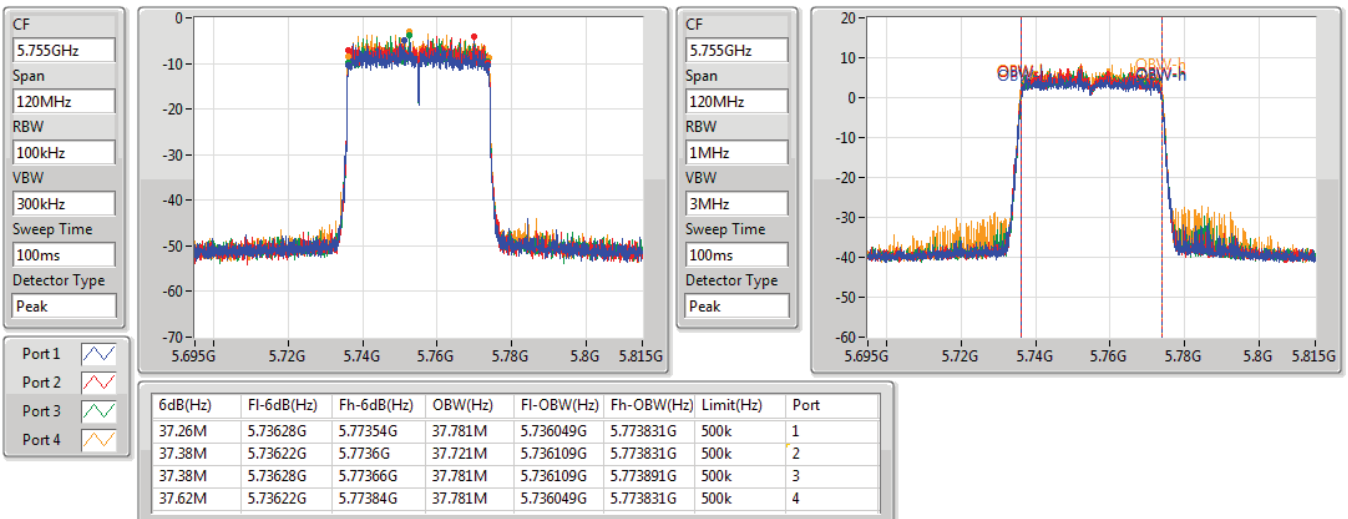 CF
5.755GHz
Span
120MHz
RBW
100kHz
VBW
300kHz
Sweep Time
100ms
Detector Type
Peak
0
-10
-20
-30
-40
-50
-60
-70
5.695G 5.72G 5.74G 5.76G 5.78G 5.8G 5.815G
CF
5.755GHz
Span
120MHz
RBW
1MHz
VBW
3MHz
Sweep Time
100ms
Detector Type
Peak
20
10
0
-10
-20
-30
-40
-50
-60
OBW-h
OBW-h
5.695G 5.72G 5.74G 5.76G 5.78G 5.8G 5.815G
Port 1
Port 2
Port 3
Port 4
6dB(Hz) Fl-6dB(Hz) Fh-6dB(Hz) OBW(Hz) Fl-OBW(Hz) Fh-OBW(Hz) Limit(Hz) Port
37.26M 5.73628G 5.77354G 37.781M 5.736049G 5.773831G 500k 1
37.38M 5.73622G 5.7736G 37.721M 5.736109G 5.773831G 500k 2
37.38M 5.73628G 5.77366G 37.781M 5.736109G 5.773891G 500k 3
37.62M 5.73622G 5.77384G 37.781M 5.736049G 5.773831G 500k 4